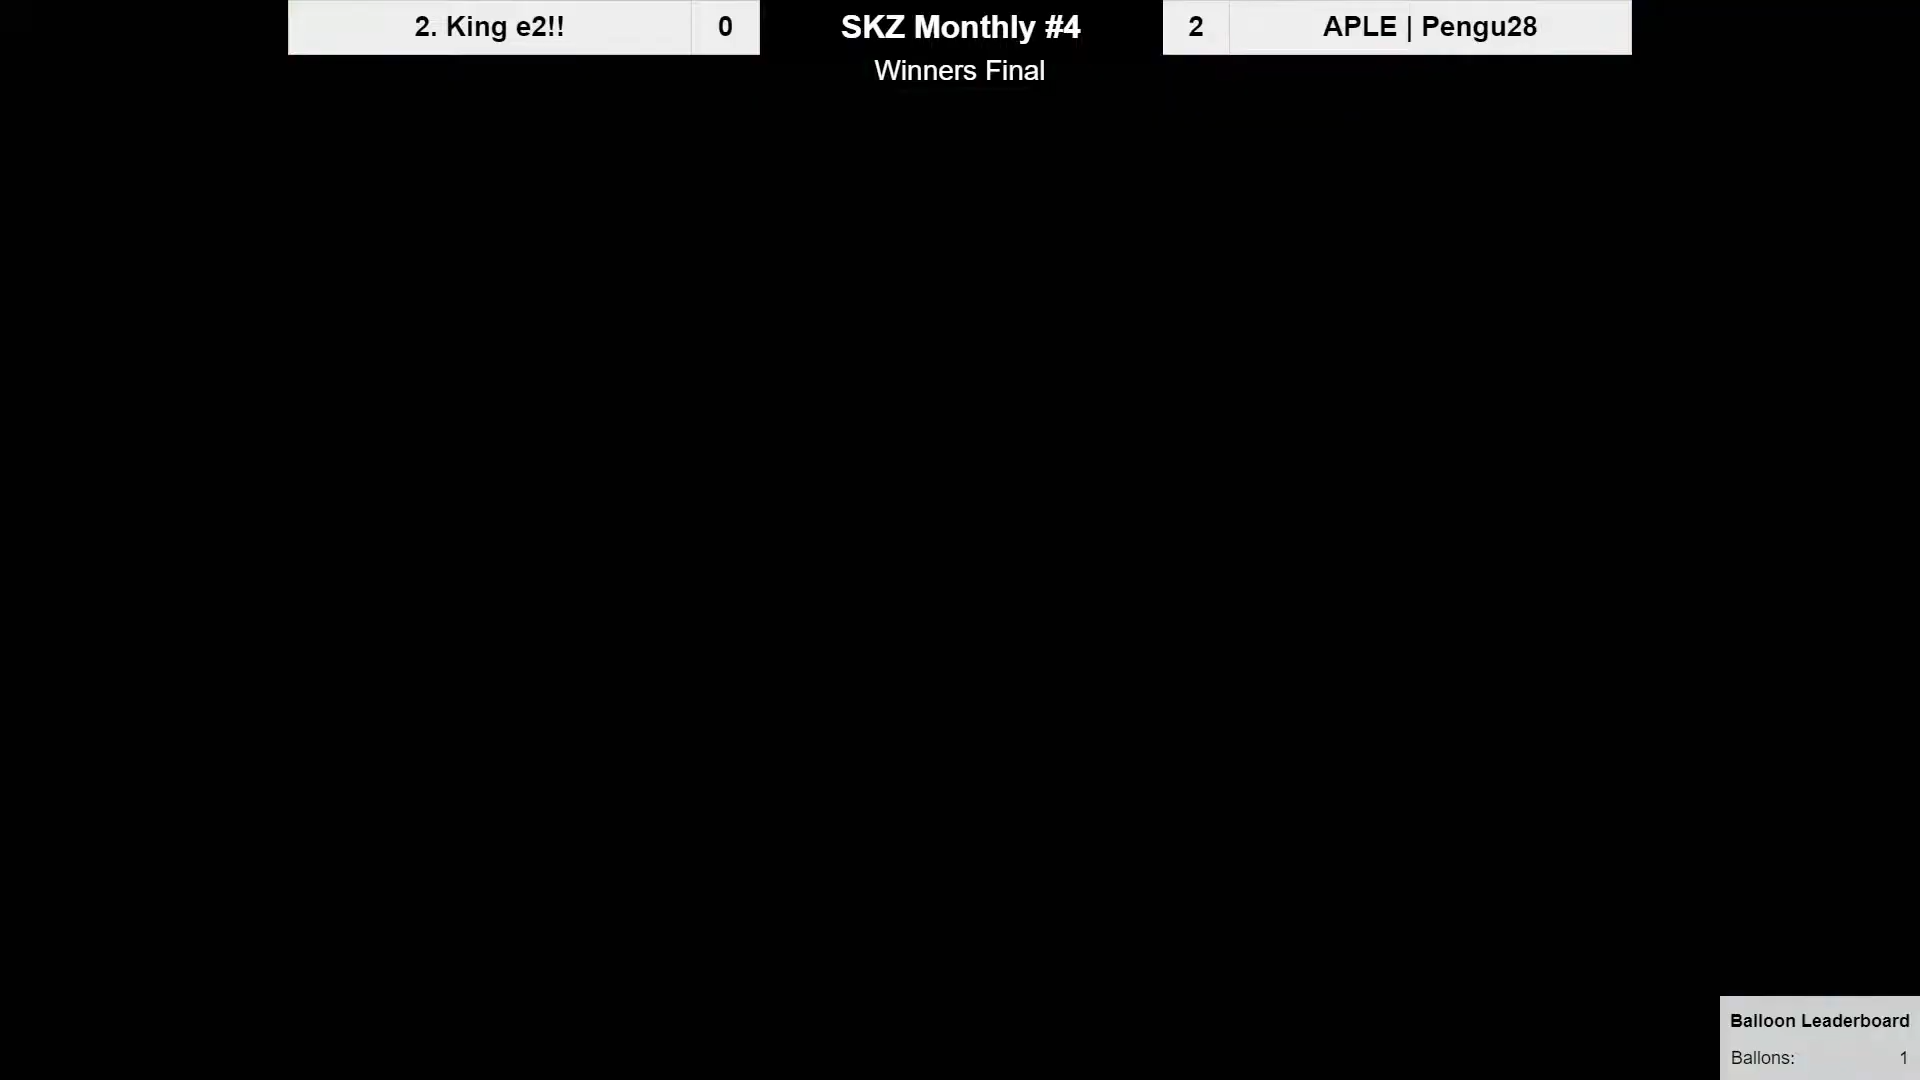 2. King e2!! 0 SKZ Monthly #4 2 APLE | Pengu28
Winners Final
Balloon Leaderboard
Ballons: 1